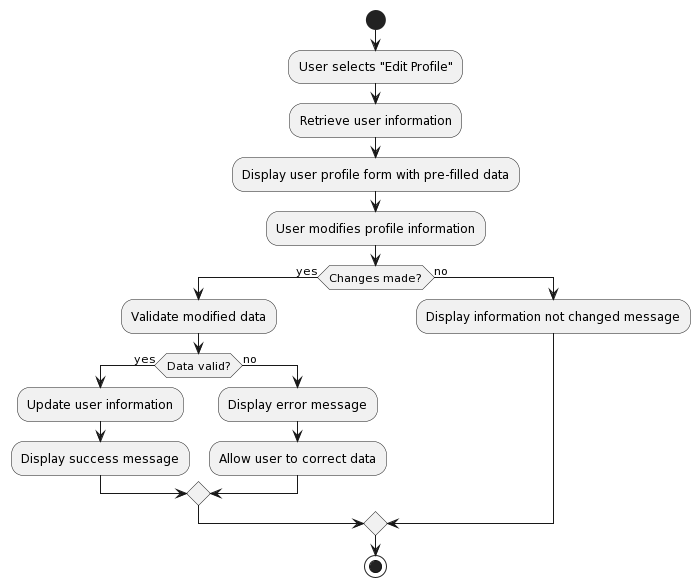 User selects "Edit Profile"
Retrieve user information
Display user profile form with pre-filled data
User modifies profile information
yes
Changes made?
no
Validate modified data
Display information not changed message
yes
Data valid?
no
Update user information
Display error message
Display success message
Allow user to correct data